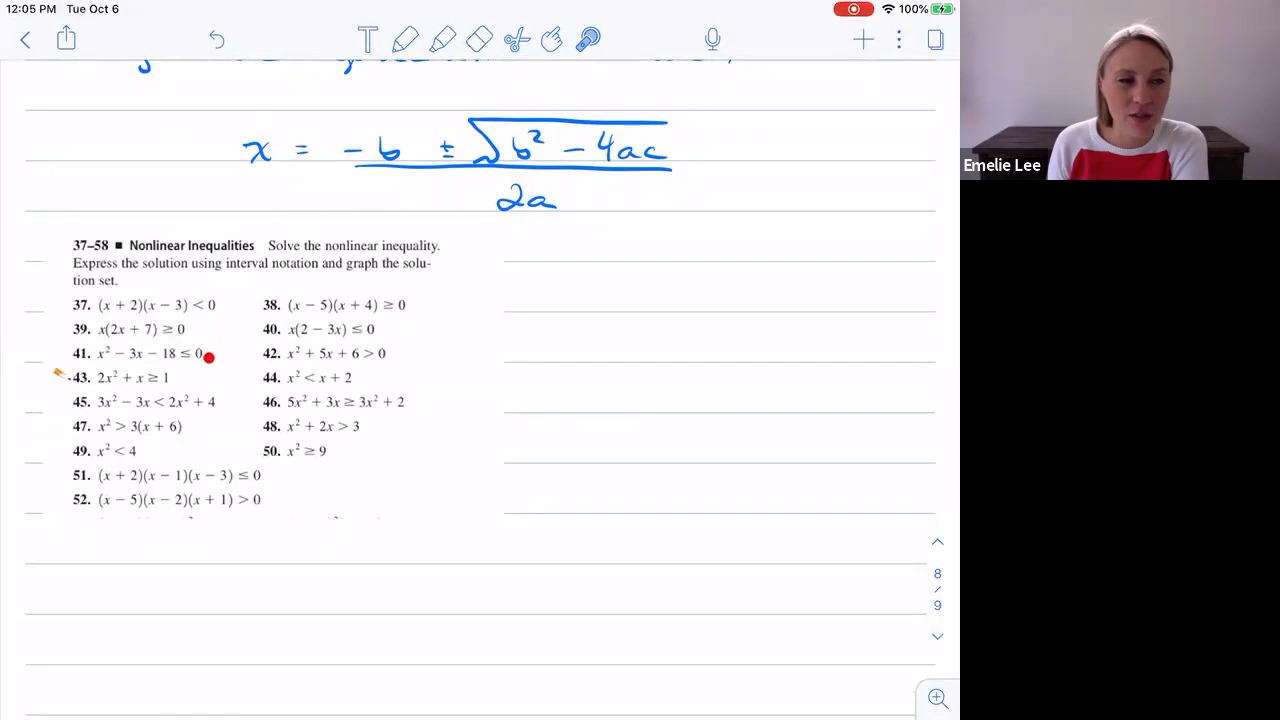 12:05 PM Tue Oct 6
100%
x = -b ± √b² - 4ac
2a
37–58 ■ Nonlinear Inequalities Solve the nonlinear inequality.
Express the solution using interval notation and graph the solu-
tion set.
37. (x + 2)(x − 3) < 0 38. (x − 5)(x + 4) ≥ 0
39. x(2x + 7) ≥ 0 40. x(2 − 3x) ≤ 0
41. x² − 3x − 18 ≤ 0 42. x² + 5x + 6 > 0
43. 2x² + x ≥ 1 44. x² < x + 2
45. 3x² − 3x < 2x² + 4 46. 5x² + 3x ≥ 3x² + 2
47. x² > 3(x + 6) 48. x² + 2x > 3
49. x² < 4 50. x² ≥ 9
51. (x + 2)(x − 1)(x − 3) ≤ 0
52. (x − 5)(x − 2)(x + 1) > 0
8
/
9
Emelie Lee